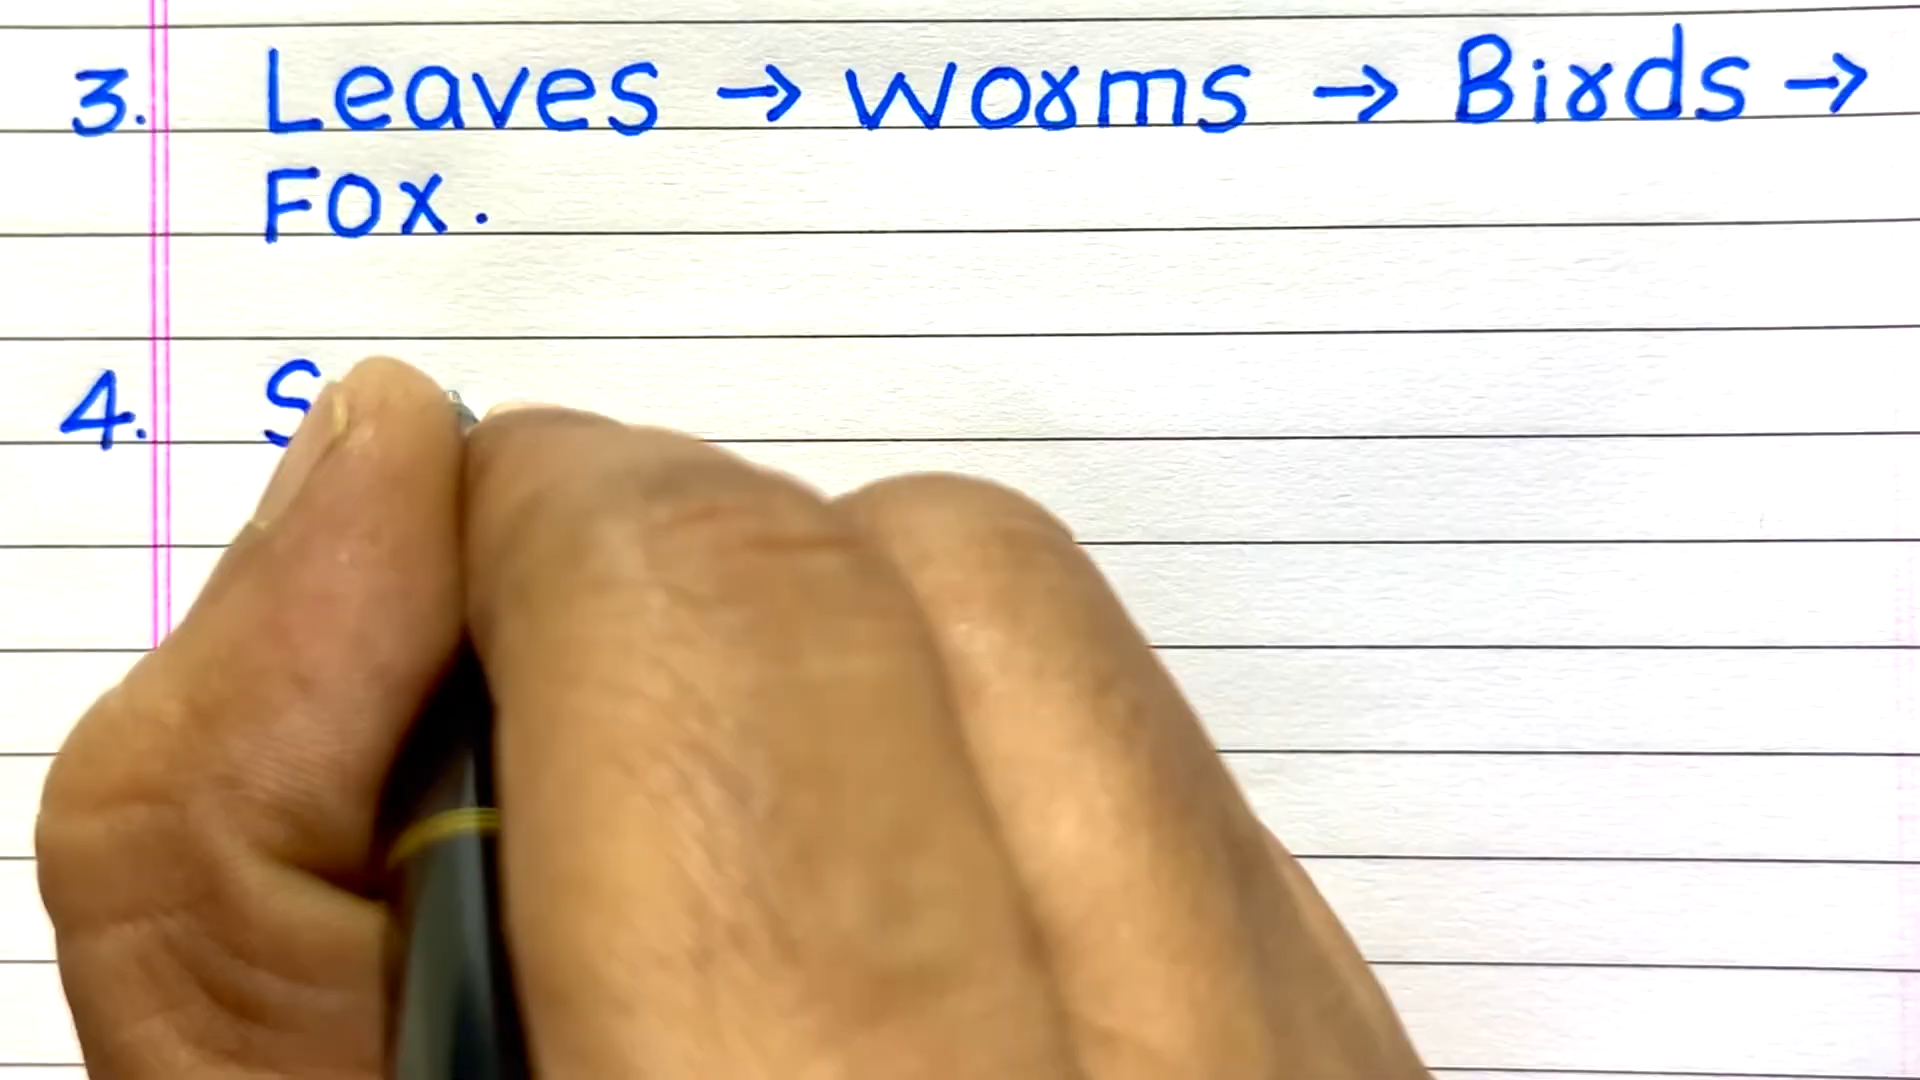 3. Leaves → Worms → Birds →
Fox.
4. S